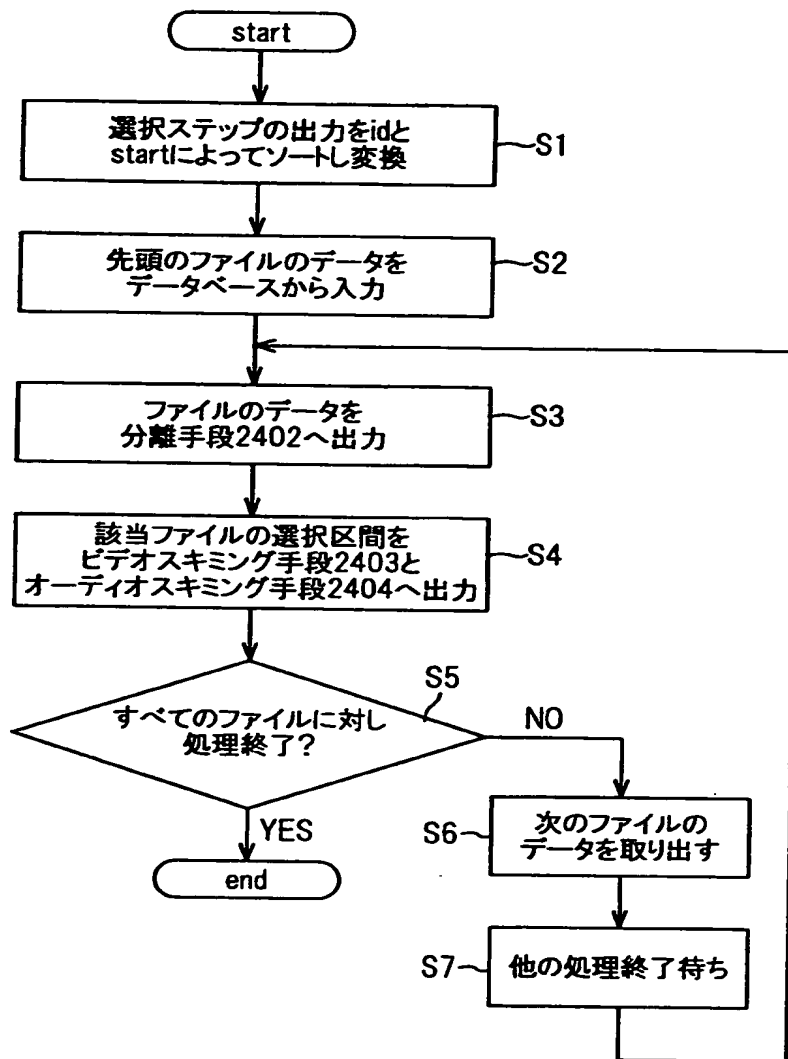 start
選択ステップの出力をidと
startによってソートし変換
S1
先頭のファイルのデータを
データベースから入力
S2
ファイルのデータを
分離手段2402へ出力
S3
該当ファイルの選択区間を
ビデオスキミング手段2403と
オーディオスキミング手段2404へ出力
S4
すべてのファイルに対し
処理終了?
S5
NO
YES
end
次のファイルの
データを取り出す
S6
他の処理終了待ち
S7